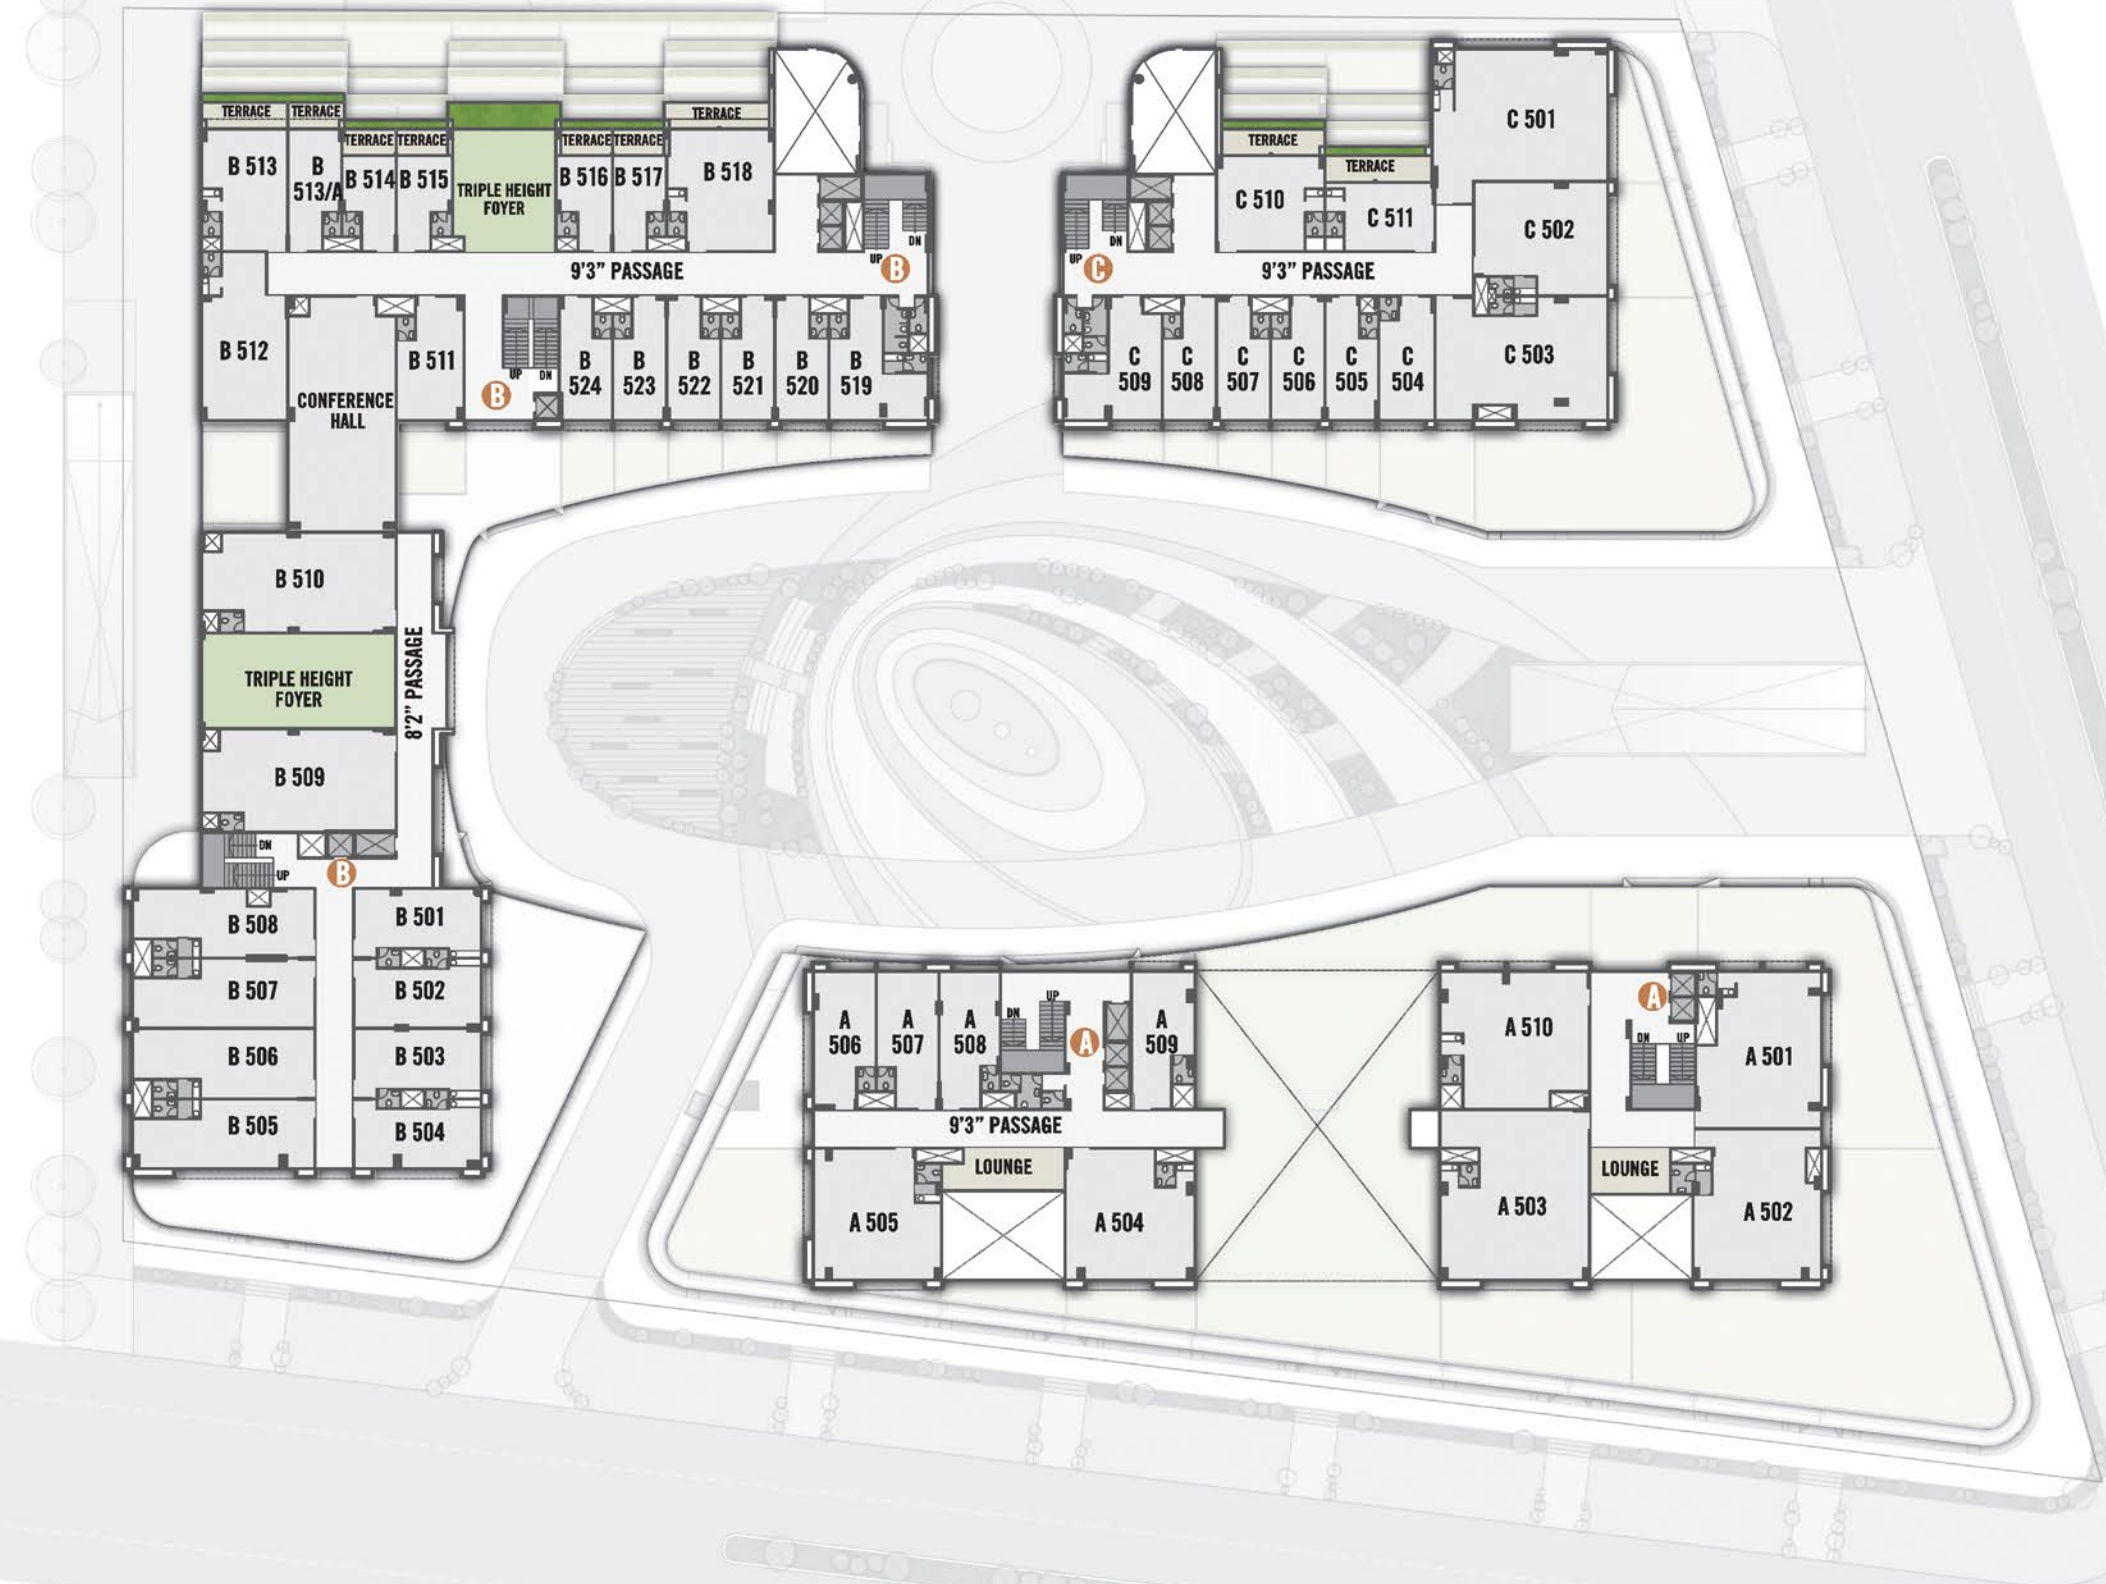 TERRACE
TERRACE
TERRACE
TERRACE
TERRACE
TERRACE
TERRACE
B 513
B
513/A
B 514
B 515
TRIPLE HEIGHT
FOYER
B 516
B 517
B 518
DN
UP
B
9'3" PASSAGE
B 512
CONFERENCE
HALL
B 511
UP
DN
B
B
524
B
523
B
522
B
521
B
520
B
519
TERRACE
TERRACE
C 501
C 510
C 511
C 502
DN
UP
C
9'3" PASSAGE
C
509
C
508
C
507
C
506
C
505
C
504
C 503
B 510
TRIPLE HEIGHT
FOYER
8'2" PASSAGE
B 509
DN
UP
B
B 508
B 501
B 507
B 502
B 506
B 503
B 505
B 504
A
506
A
507
A
508
DN
UP
A
A
509
9'3" PASSAGE
LOUNGE
A 505
A 504
A 510
A
DN
UP
A 501
A 503
LOUNGE
A 502